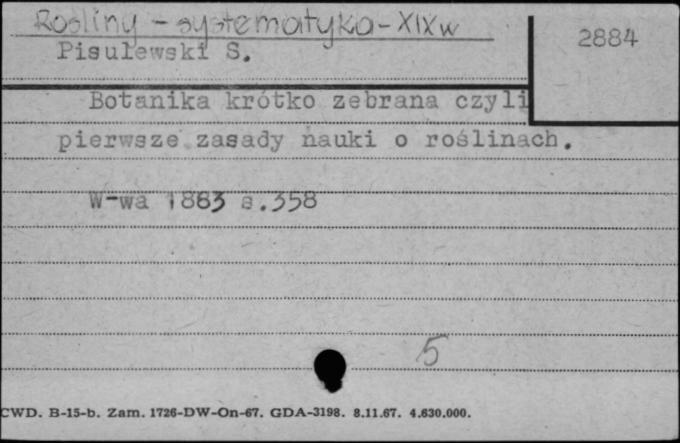 Rośliny - systematyka - XIX w
2884
Pisulewski S.
Botanika krótko zebrana czyli
pierwsze zasady nauki o roślinach.
W-wa 1883 s.358
5
CWD. B-15-b. Zam. 1726-DW-On-67. GDA-3198. 8.11.67. 4.630.000.